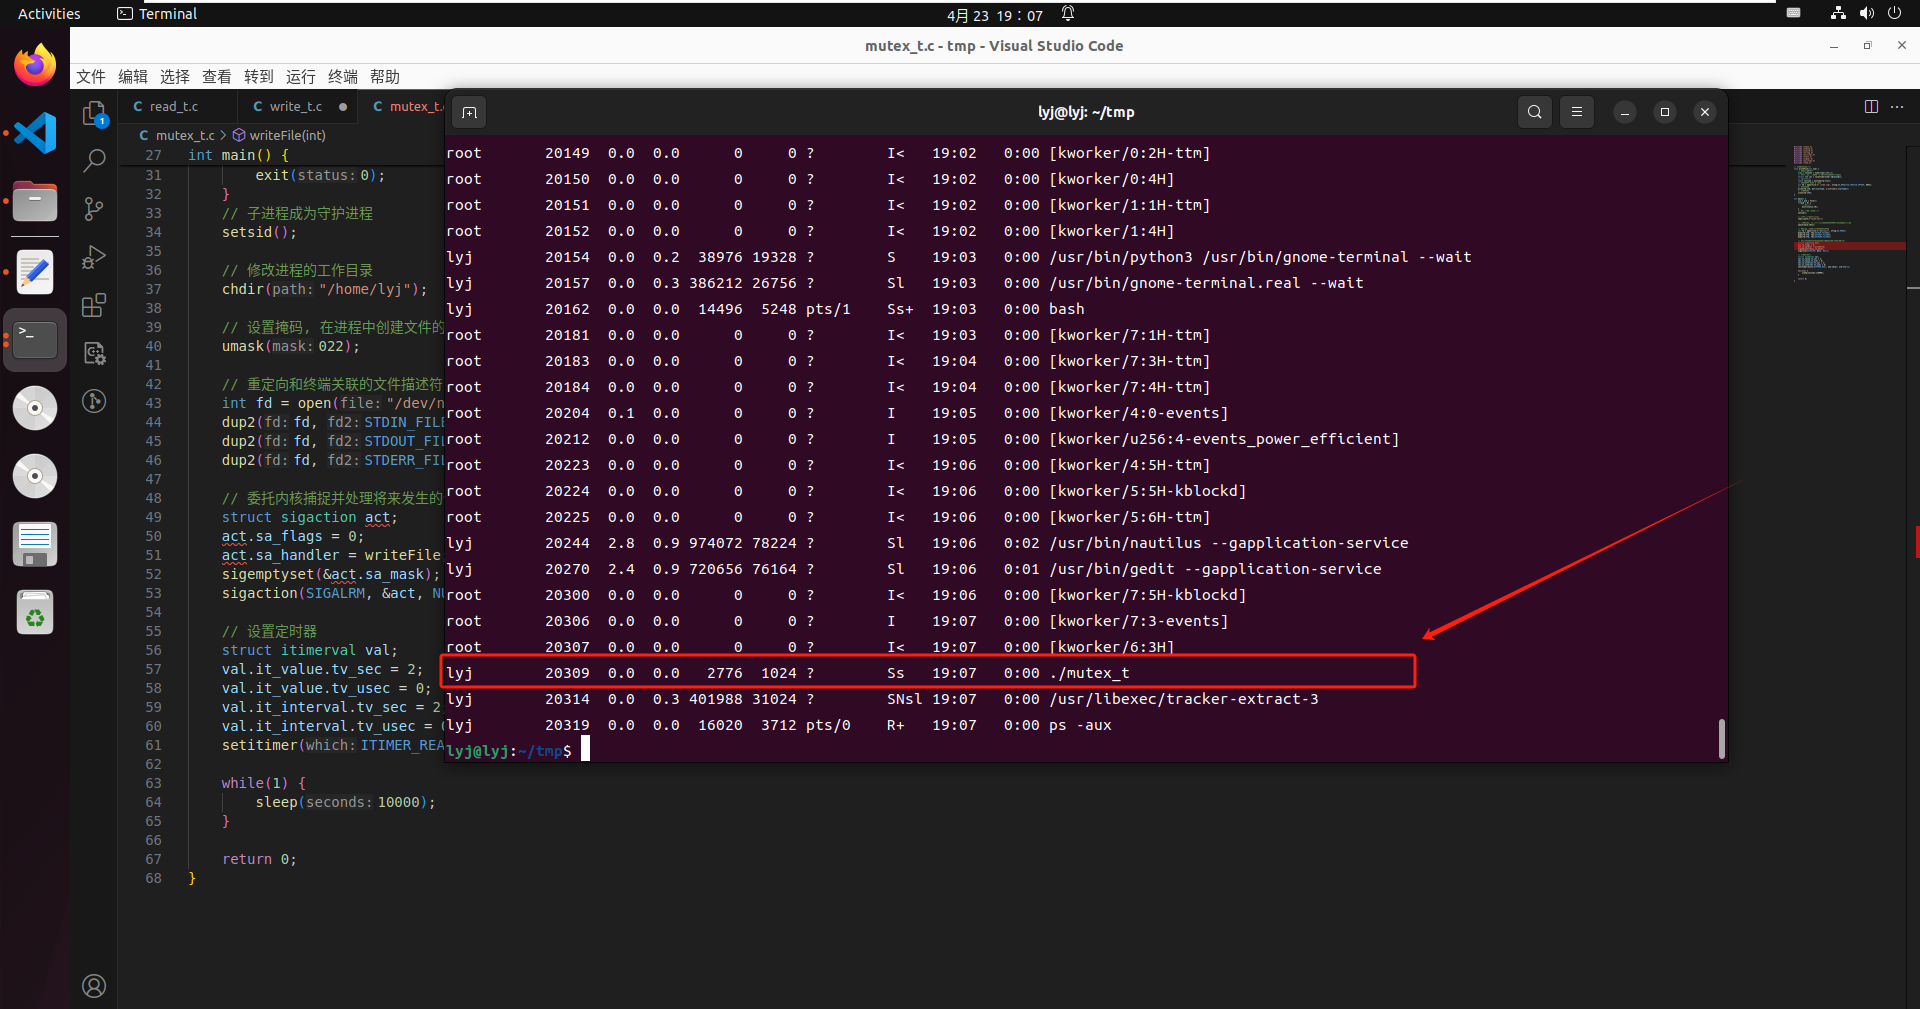 Activities
Terminal
4月 23 19：07
mutex_t.c - tmp - Visual Studio Code
文件 编辑 选择 查看 转到 运行 终端 帮助
C read_t.c
C write_t.c
C mutex_t.
C mutex_t.c > writeFile(int)
27 int main() {
31 exit(status: 0);
32 }
33 // 子进程成为守护进程
34 setsid();
35
36 // 修改进程的工作目录
37 chdir(path: "/home/lyj");
38
39 // 设置掩码, 在进程中创建文件的
40 umask(mask: 022);
41
42 // 重定向和终端关联的文件描述符
43 int fd = open(file: "/dev/n
44 dup2(fd: fd, fd2: STDIN_FILE
45 dup2(fd: fd, fd2: STDOUT_FIL
46 dup2(fd: fd, fd2: STDERR_FIL
47
48 // 委托内核捕捉并处理将来发生的
49 struct sigaction act;
50 act.sa_flags = 0;
51 act.sa_handler = writeFile
52 sigemptyset(&act.sa_mask);
53 sigaction(SIGALRM, &act, NU
54
55 // 设置定时器
56 struct itimerval val;
57 val.it_value.tv_sec = 2;
58 val.it_value.tv_usec = 0;
59 val.it_interval.tv_sec = 2
60 val.it_interval.tv_usec =
61 setitimer(which: ITIMER_REA
62
63 while(1) {
64 sleep(seconds: 10000);
65 }
66
67 return 0;
68 }
lyj@lyj: ~/tmp
root 20149 0.0 0.0 0 0 ? I< 19:02 0:00 [kworker/0:2H-ttm]
root 20150 0.0 0.0 0 0 ? I< 19:02 0:00 [kworker/0:4H]
root 20151 0.0 0.0 0 0 ? I< 19:02 0:00 [kworker/1:1H-ttm]
root 20152 0.0 0.0 0 0 ? I< 19:02 0:00 [kworker/1:4H]
lyj 20154 0.0 0.2 38976 19328 ? S 19:03 0:00 /usr/bin/python3 /usr/bin/gnome-terminal --wait
lyj 20157 0.0 0.3 386212 26756 ? Sl 19:03 0:00 /usr/bin/gnome-terminal.real --wait
lyj 20162 0.0 0.0 14496 5248 pts/1 Ss+ 19:03 0:00 bash
root 20181 0.0 0.0 0 0 ? I< 19:03 0:00 [kworker/7:1H-ttm]
root 20183 0.0 0.0 0 0 ? I< 19:04 0:00 [kworker/7:3H-ttm]
root 20184 0.0 0.0 0 0 ? I< 19:04 0:00 [kworker/7:4H-ttm]
root 20204 0.1 0.0 0 0 ? I 19:05 0:00 [kworker/4:0-events]
root 20212 0.0 0.0 0 0 ? I 19:05 0:00 [kworker/u256:4-events_power_efficient]
root 20223 0.0 0.0 0 0 ? I< 19:06 0:00 [kworker/4:5H-ttm]
root 20224 0.0 0.0 0 0 ? I< 19:06 0:00 [kworker/5:5H-kblockd]
root 20225 0.0 0.0 0 0 ? I< 19:06 0:00 [kworker/5:6H-ttm]
lyj 20244 2.8 0.9 974072 78224 ? Sl 19:06 0:02 /usr/bin/nautilus --gapplication-service
lyj 20270 2.4 0.9 720656 76164 ? Sl 19:06 0:01 /usr/bin/gedit --gapplication-service
root 20300 0.0 0.0 0 0 ? I< 19:06 0:00 [kworker/7:5H-kblockd]
root 20306 0.0 0.0 0 0 ? I 19:07 0:00 [kworker/7:3-events]
root 20307 0.0 0.0 0 0 ? I< 19:07 0:00 [kworker/6:3H]
lyj 20309 0.0 0.0 2776 1024 ? Ss 19:07 0:00 ./mutex_t
lyj 20314 0.0 0.3 401988 31024 ? SNsl 19:07 0:00 /usr/libexec/tracker-extract-3
lyj 20319 0.0 0.0 16020 3712 pts/0 R+ 19:07 0:00 ps -aux
lyj@lyj:~/tmp$